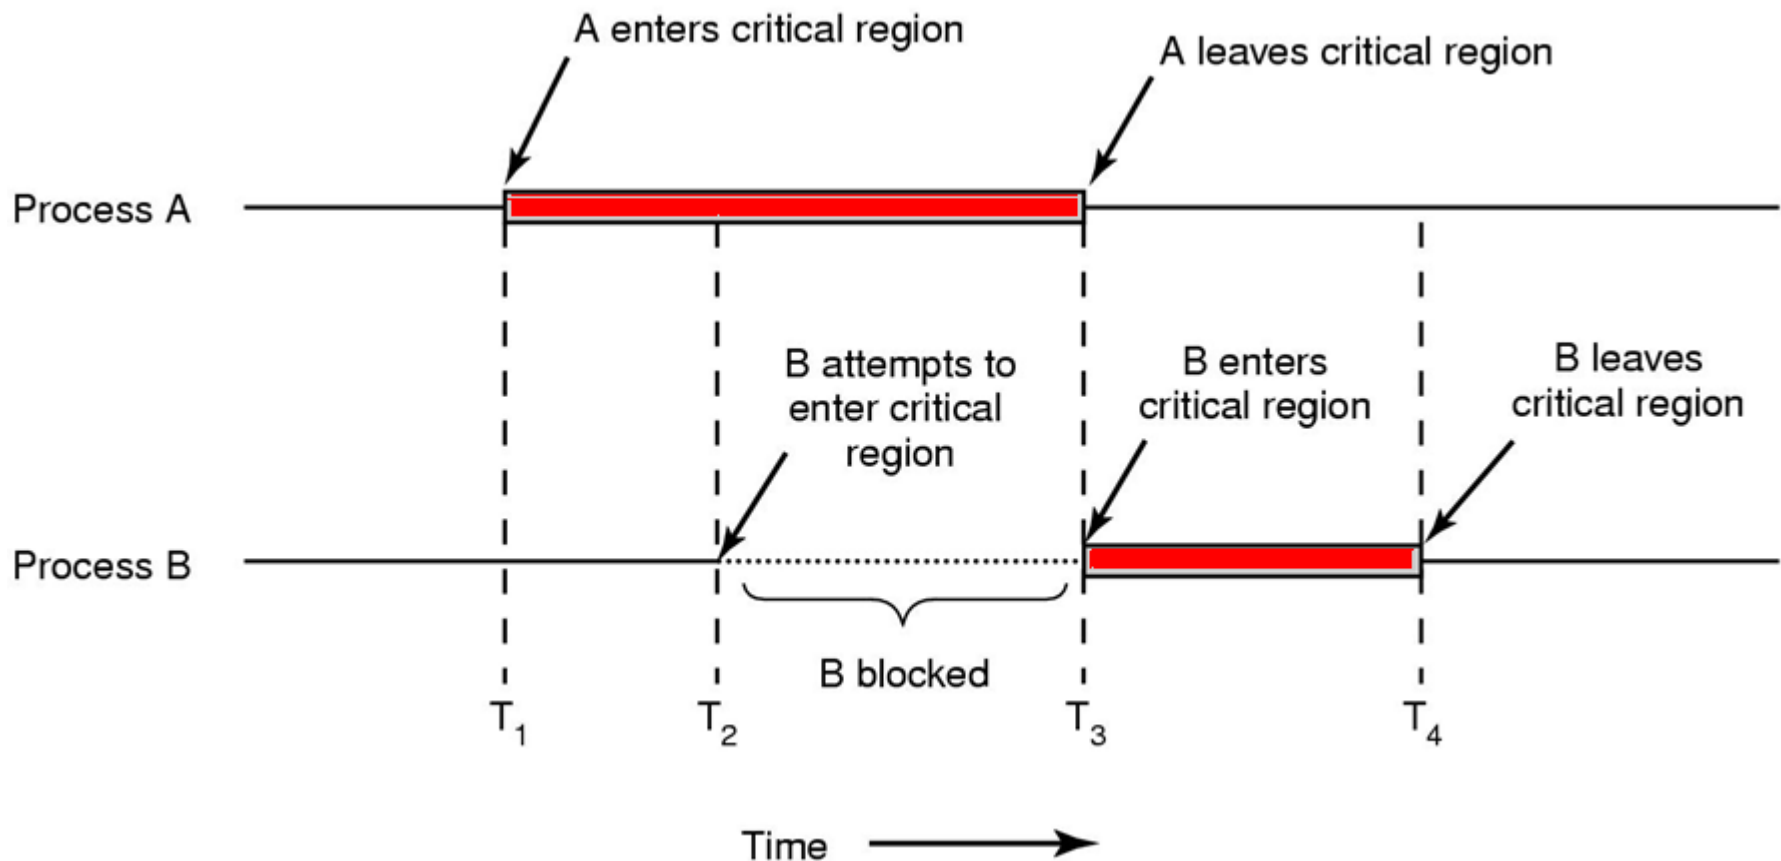 A enters critical region
A leaves critical region
Process A
B attempts to
enter critical
region
B enters
critical region
B leaves
critical region
Process B
B blocked
T1
T2
T3
T4
Time